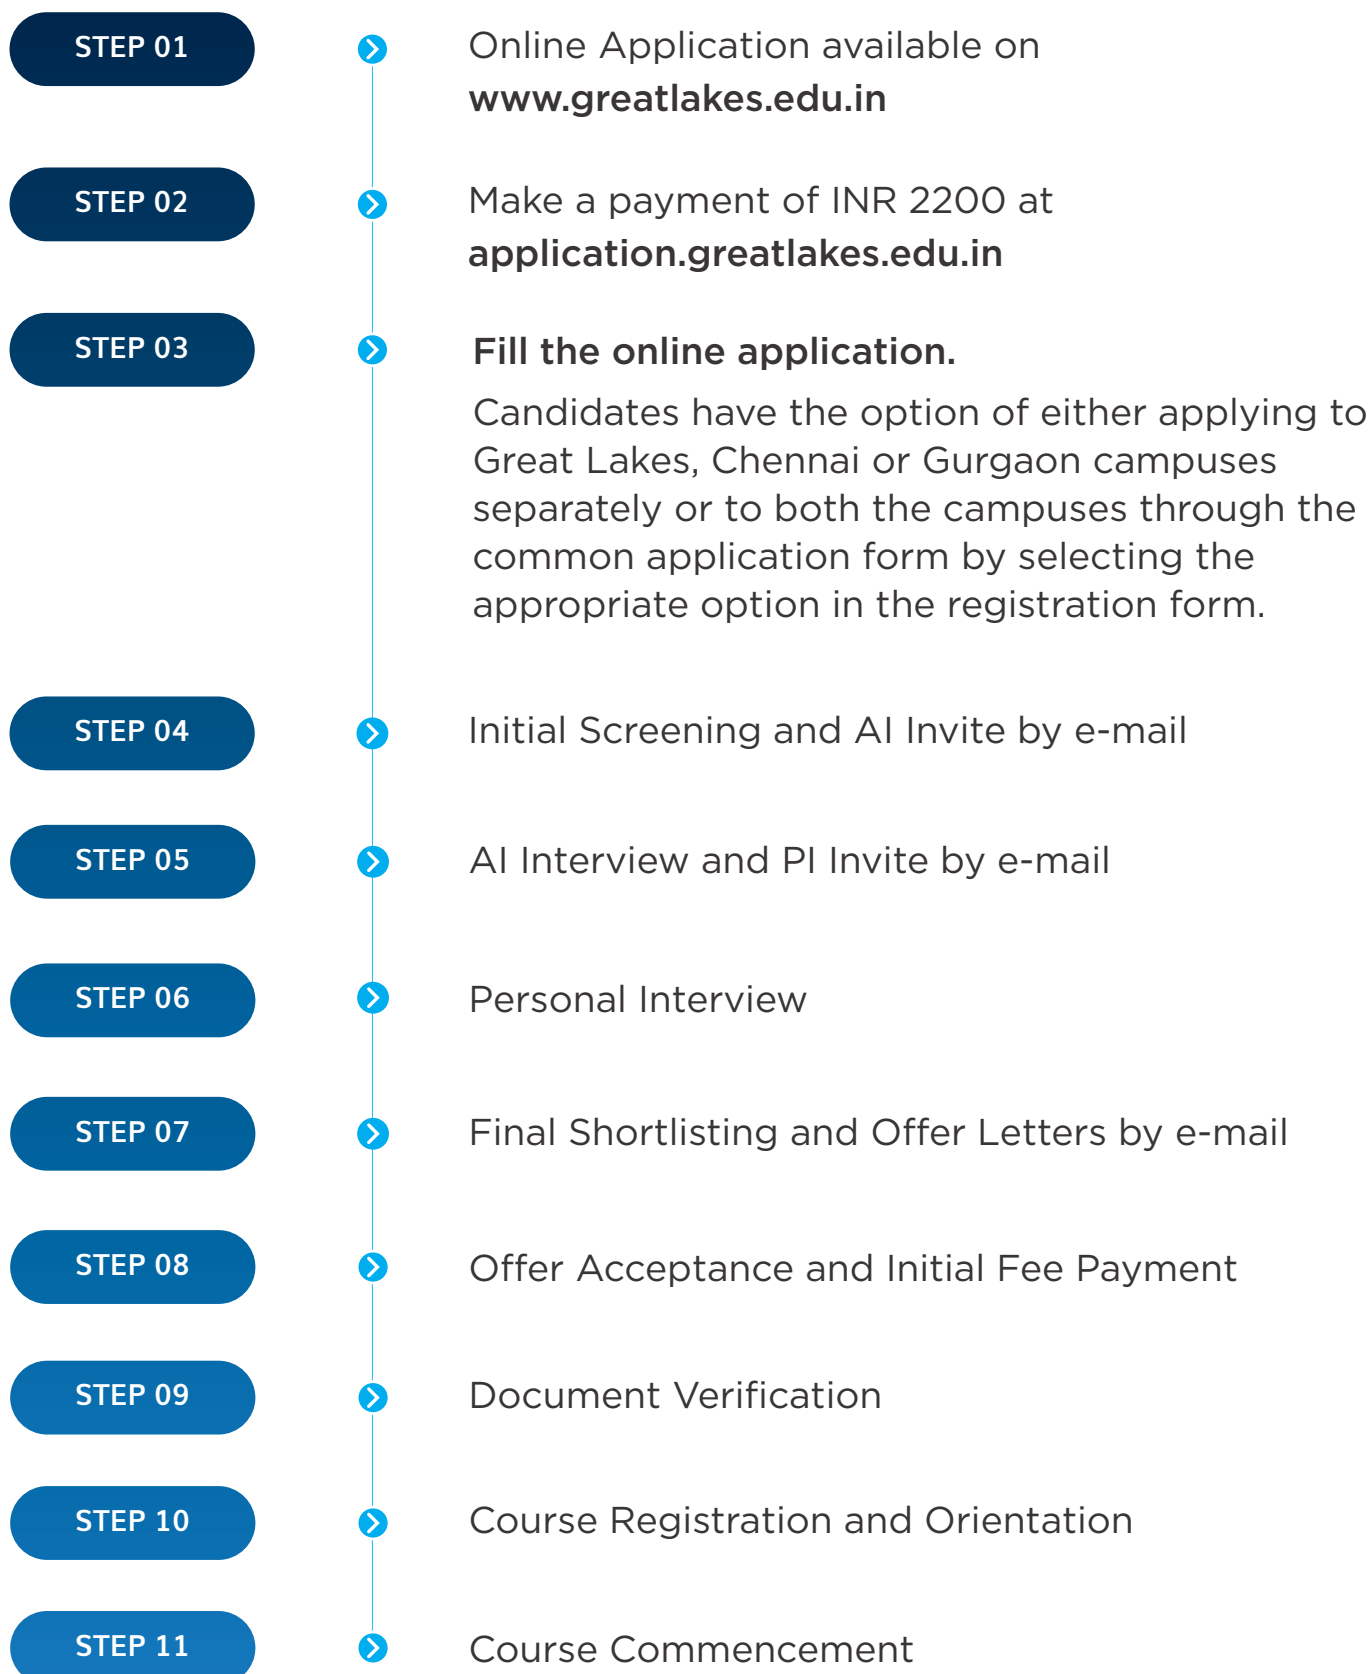 STEP 01
Online Application available on
www.greatlakes.edu.in
STEP 02
Make a payment of INR 2200 at
application.greatlakes.edu.in
STEP 03
Fill the online application.
Candidates have the option of either applying to
Great Lakes, Chennai or Gurgaon campuses
separately or to both the campuses through the
common application form by selecting the
appropriate option in the registration form.
STEP 04
Initial Screening and AI Invite by e-mail
STEP 05
AI Interview and PI Invite by e-mail
STEP 06
Personal Interview
STEP 07
Final Shortlisting and Offer Letters by e-mail
STEP 08
Offer Acceptance and Initial Fee Payment
STEP 09
Document Verification
STEP 10
Course Registration and Orientation
STEP 11
Course Commencement